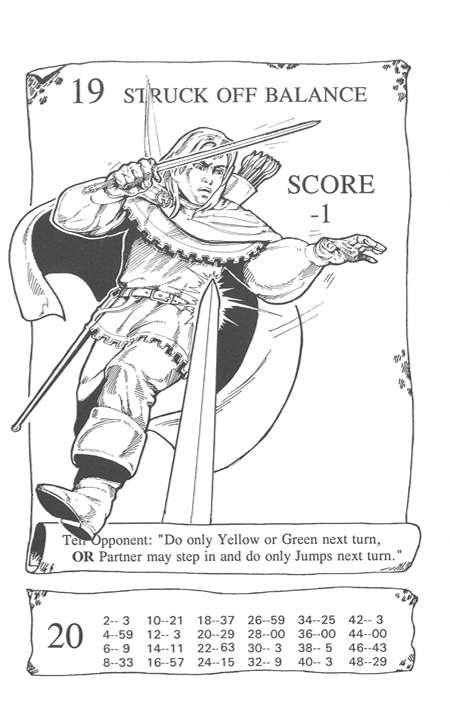 19 STRUCK OFF BALANCE
SCORE
-1
Tell Opponent: "Do only Yellow or Green next turn,
OR Partner may step in and do only Jumps next turn."
20
2-- 3 10--21 18--37 26--59 34--25 42-- 3
4--59 12-- 3 20--29 28--00 36--00 44--00
6-- 9 14--11 22--63 30-- 3 38-- 5 46--43
8--33 16--57 24--15 32-- 9 40-- 3 48--29